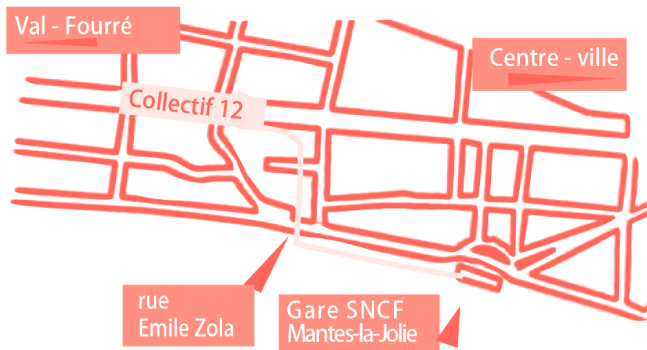 Val - Fourré
Centre - ville
Collectif 12
rue
Emile Zola
Gare SNCF
Mantes-la-Jolie